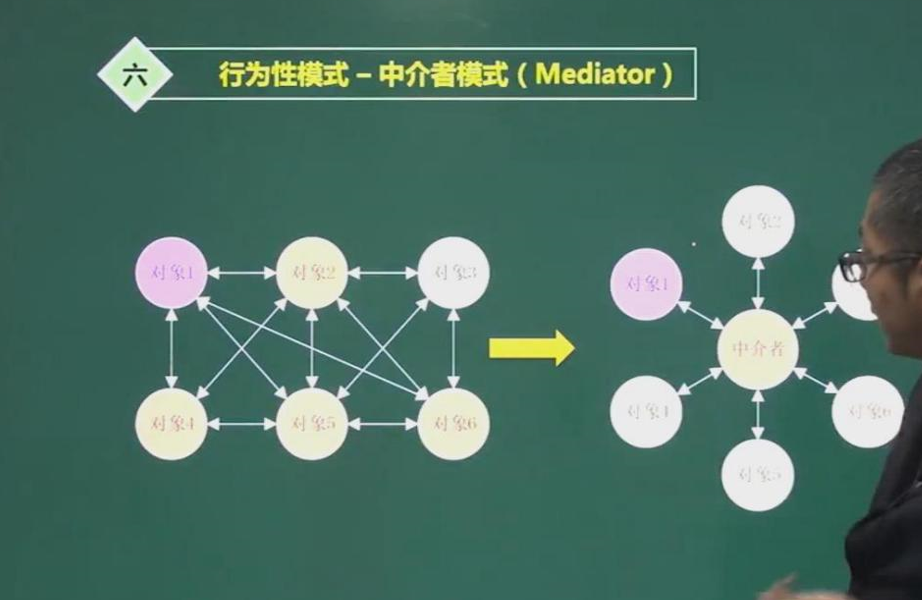 六
行为性模式 – 中介者模式（Mediator）
对象1
对象2
对象3
对象4
对象5
对象6
对象2
对象1
中介者
对象4
对象6
对象5